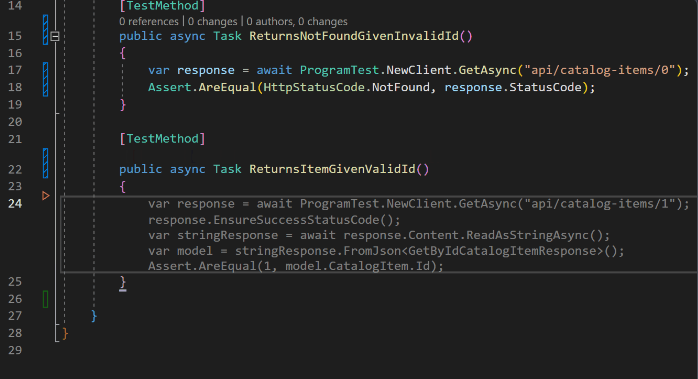 14 [TestMethod]
0 references | 0 changes | 0 authors, 0 changes
15 public async Task ReturnsNotFoundGivenInvalidId()
16 {
17 var response = await ProgramTest.NewClient.GetAsync("api/catalog-items/0");
18 Assert.AreEqual(HttpStatusCode.NotFound, response.StatusCode);
19 }
20
21 [TestMethod]
22 public async Task ReturnsItemGivenValidId()
23 {
24 var response = await ProgramTest.NewClient.GetAsync("api/catalog-items/1");
response.EnsureSuccessStatusCode();
var stringResponse = await response.Content.ReadAsStringAsync();
var model = stringResponse.FromJson<GetByIdCatalogItemResponse>();
Assert.AreEqual(1, model.CatalogItem.Id);
25 }
26
27 }
28 }
29